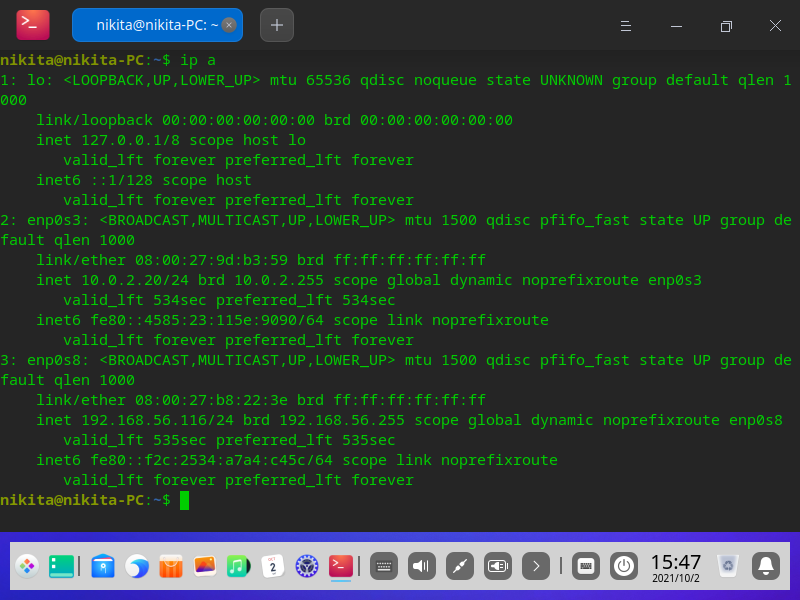 nikita@nikita-PC: ~
nikita@nikita-PC:~$ ip a
1: lo: <LOOPBACK,UP,LOWER_UP> mtu 65536 qdisc noqueue state UNKNOWN group default qlen 1
000
    link/loopback 00:00:00:00:00:00 brd 00:00:00:00:00:00
    inet 127.0.0.1/8 scope host lo
       valid_lft forever preferred_lft forever
    inet6 ::1/128 scope host
       valid_lft forever preferred_lft forever
2: enp0s3: <BROADCAST,MULTICAST,UP,LOWER_UP> mtu 1500 qdisc pfifo_fast state UP group de
fault qlen 1000
    link/ether 08:00:27:9d:b3:59 brd ff:ff:ff:ff:ff:ff
    inet 10.0.2.20/24 brd 10.0.2.255 scope global dynamic noprefixroute enp0s3
       valid_lft 534sec preferred_lft 534sec
    inet6 fe80::4585:23:115e:9090/64 scope link noprefixroute
       valid_lft forever preferred_lft forever
3: enp0s8: <BROADCAST,MULTICAST,UP,LOWER_UP> mtu 1500 qdisc pfifo_fast state UP group de
fault qlen 1000
    link/ether 08:00:27:b8:22:3e brd ff:ff:ff:ff:ff:ff
    inet 192.168.56.116/24 brd 192.168.56.255 scope global dynamic noprefixroute enp0s8
       valid_lft 535sec preferred_lft 535sec
    inet6 fe80::f2c:2534:a7a4:c45c/64 scope link noprefixroute
       valid_lft forever preferred_lft forever
nikita@nikita-PC:~$
OCT
2
15:47
2021/10/2